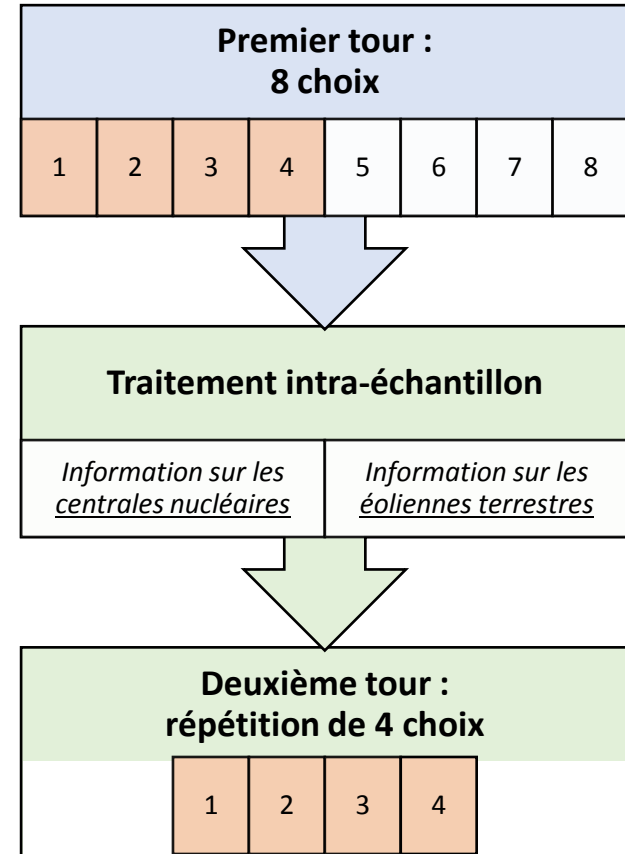 Premier tour :
8 choix
1 2 3 4 5 6 7 8
Traitement intra-échantillon
Information sur les
centrales nucléaires
Information sur les
éoliennes terrestres
Deuxième tour :
répétition de 4 choix
1 2 3 4